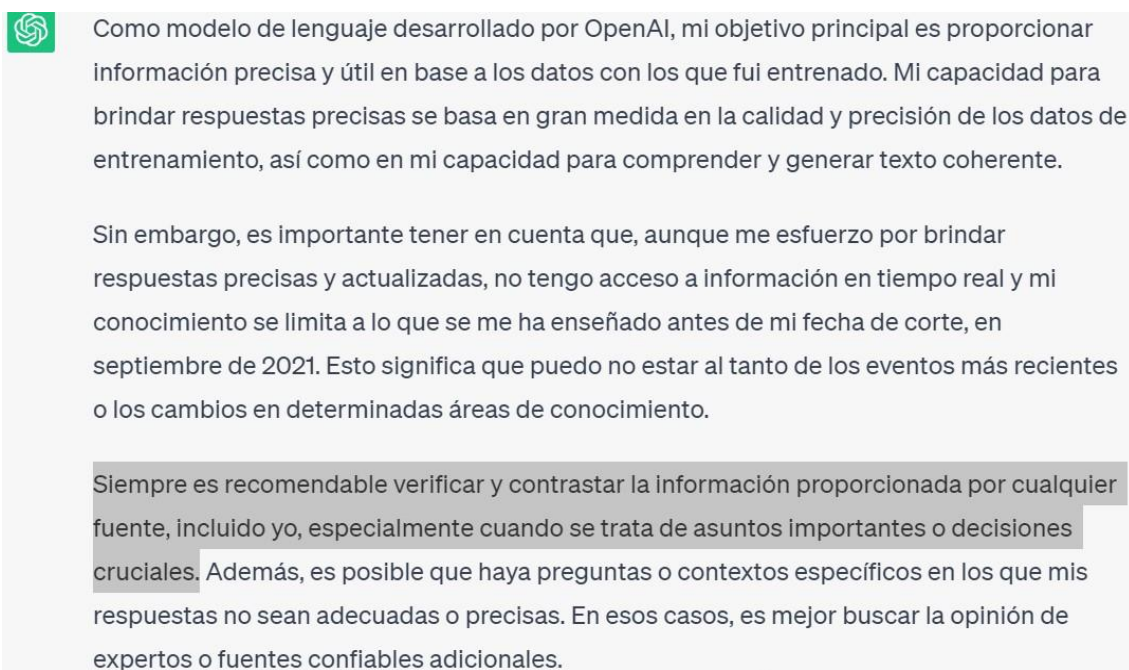 Como modelo de lenguaje desarrollado por OpenAI, mi objetivo principal es proporcionar
información precisa y útil en base a los datos con los que fui entrenado. Mi capacidad para
brindar respuestas precisas se basa en gran medida en la calidad y precisión de los datos de
entrenamiento, así como en mi capacidad para comprender y generar texto coherente.
Sin embargo, es importante tener en cuenta que, aunque me esfuerzo por brindar
respuestas precisas y actualizadas, no tengo acceso a información en tiempo real y mi
conocimiento se limita a lo que se me ha enseñado antes de mi fecha de corte, en
septiembre de 2021. Esto significa que puedo no estar al tanto de los eventos más recientes
o los cambios en determinadas áreas de conocimiento.
Siempre es recomendable verificar y contrastar la información proporcionada por cualquier
fuente, incluido yo, especialmente cuando se trata de asuntos importantes o decisiones
cruciales. Además, es posible que haya preguntas o contextos específicos en los que mis
respuestas no sean adecuadas o precisas. En esos casos, es mejor buscar la opinión de
expertos o fuentes confiables adicionales.